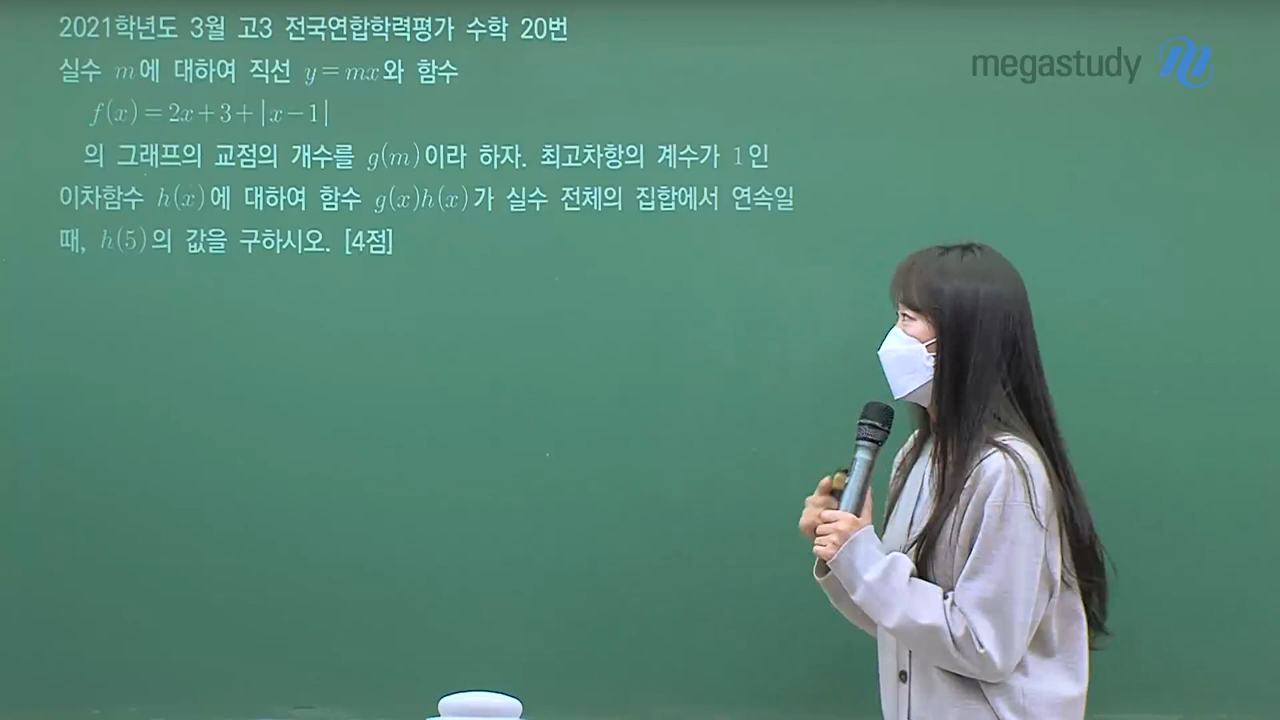 2021학년도 3월 고3 전국연합학력평가 수학 20번
megastudy
실수 m에 대하여 직선 y=mx와 함수
f(x)=2x+3+|x-1|
의 그래프의 교점의 개수를 g(m)이라 하자. 최고차항의 계수가 1인
이차함수 h(x)에 대하여 함수 g(x)h(x)가 실수 전체의 집합에서 연속일
때, h(5)의 값을 구하시오. [4점]